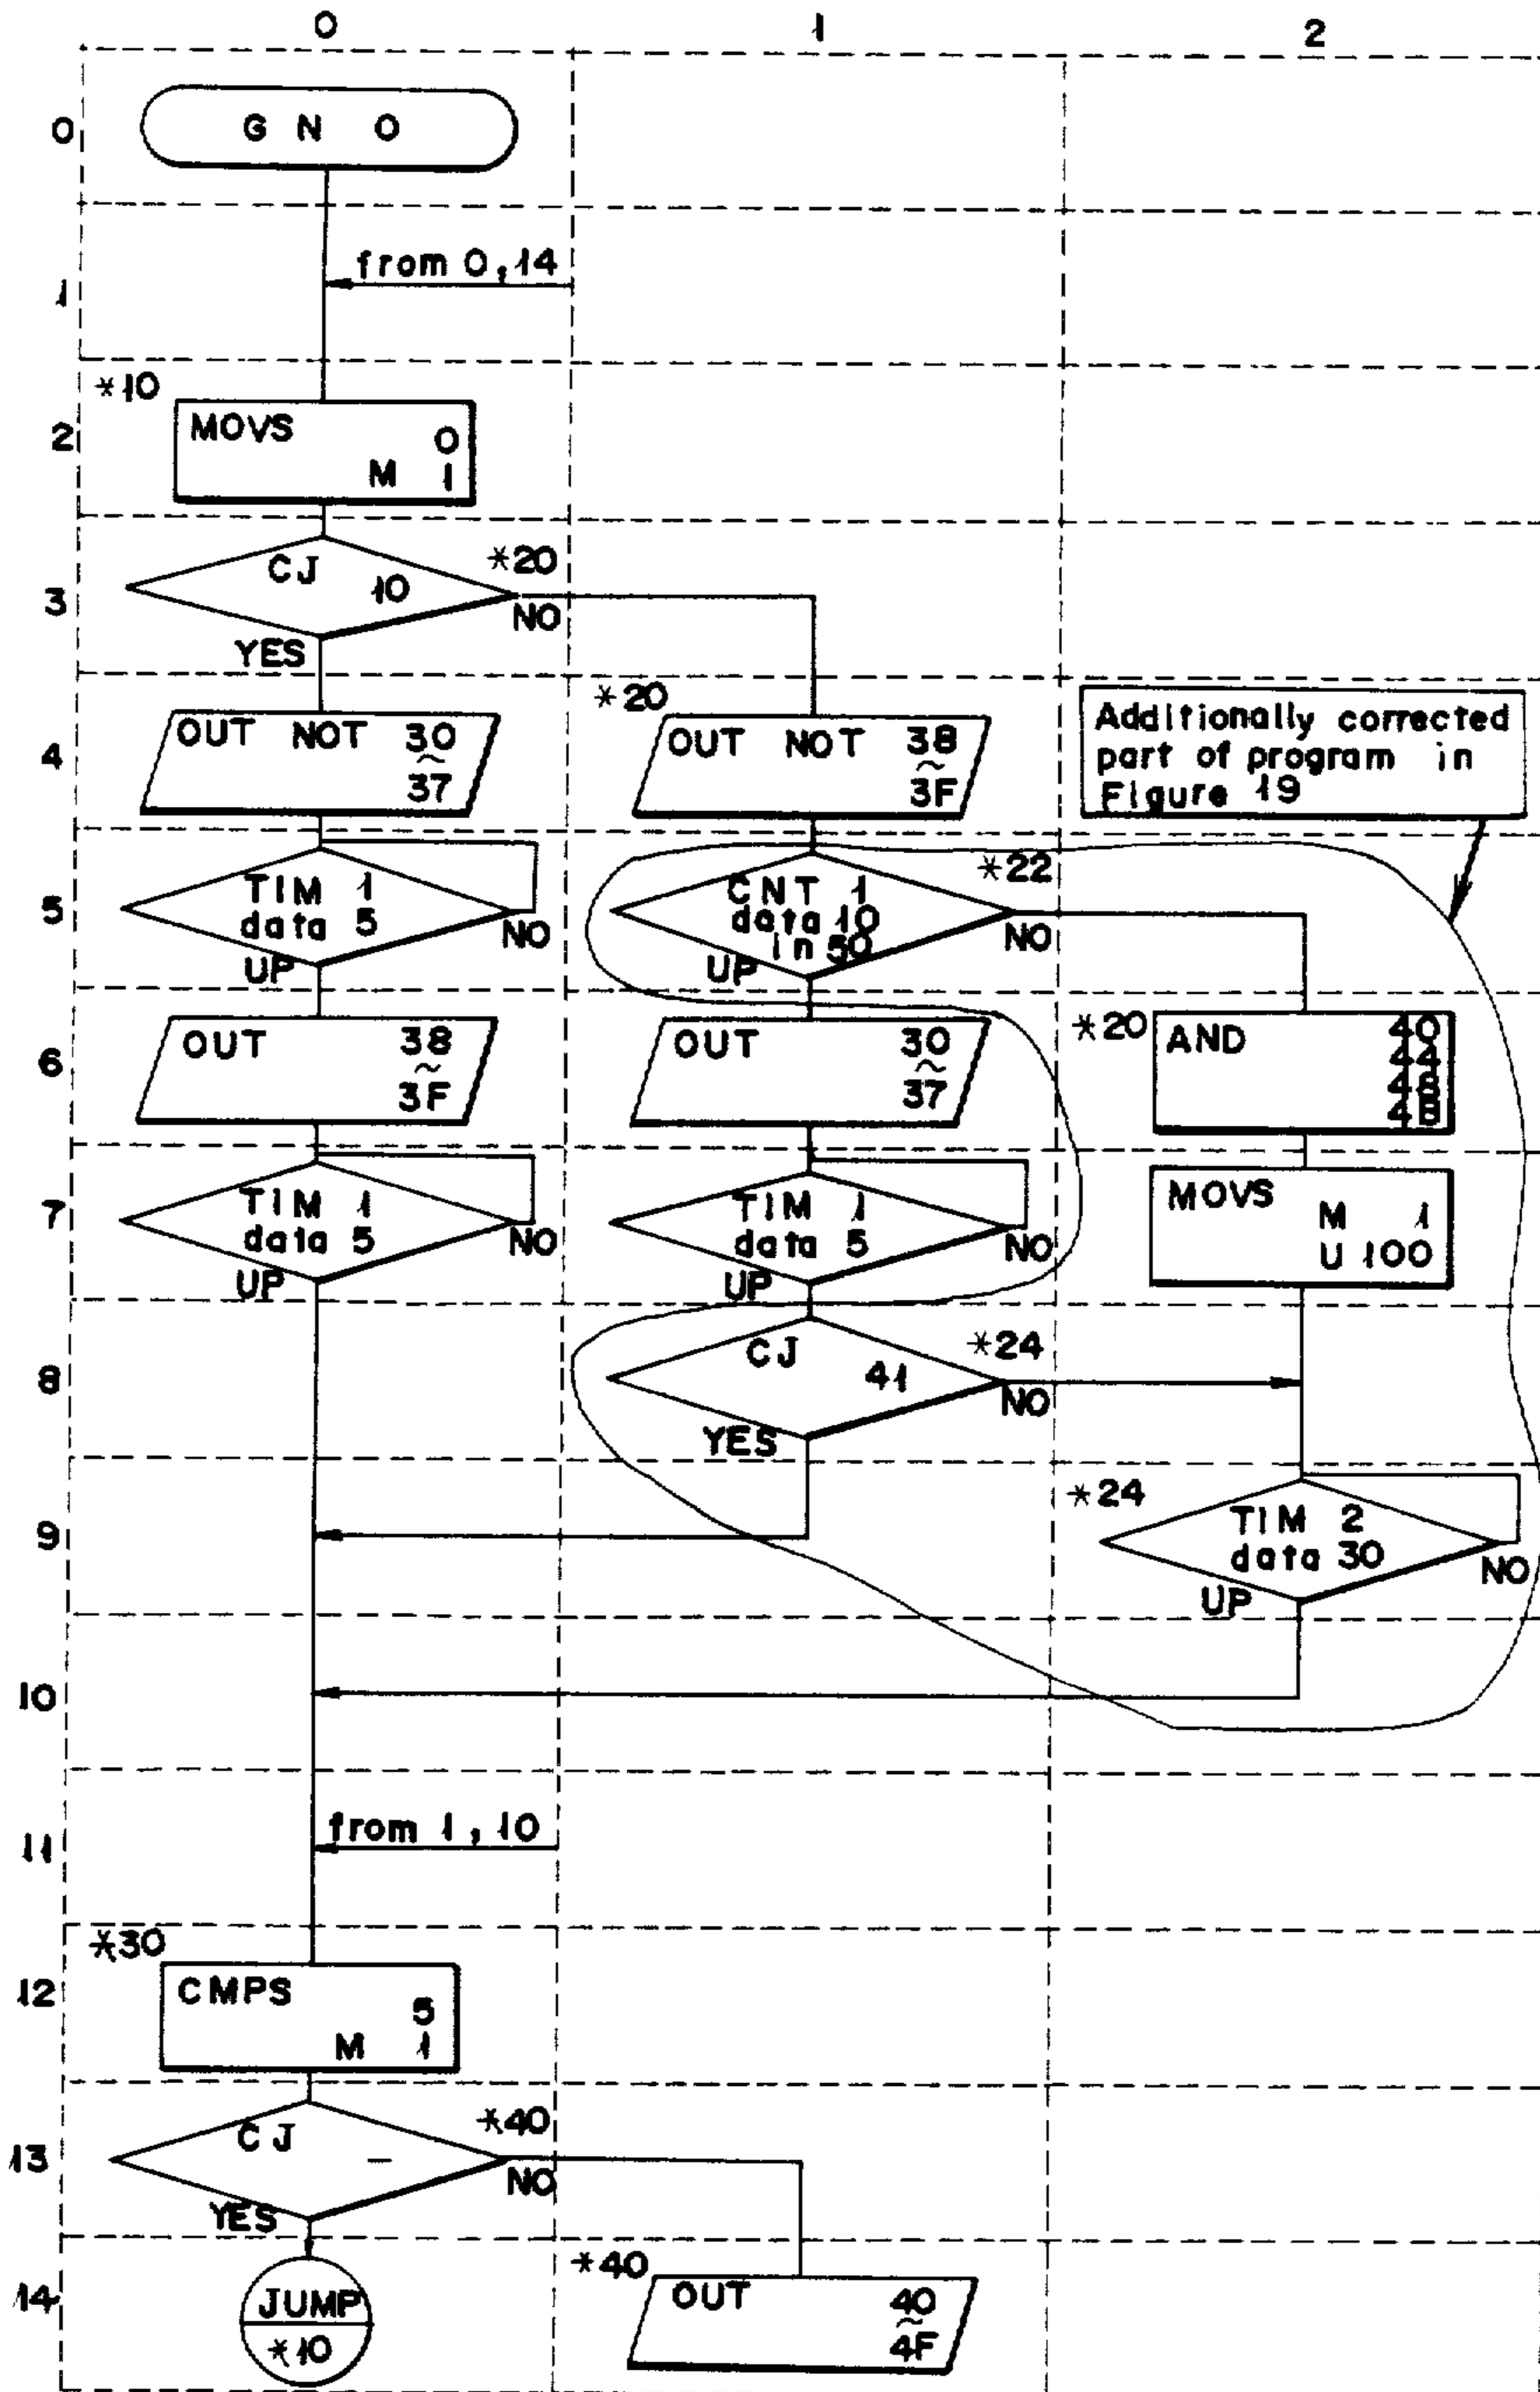 0 1 2
0
G N 0
1
from 0,14
*10
2
MOVS 0
M 1
3
CJ 10
*20
NO
YES
4
OUT NOT 30
~
37
*20
OUT NOT 38
~
3F
Additionally corrected
part of program in
Figure 19
5
TIM 1
data 5
NO
UP
CNT 1
data 10
in 50
*22
NO
UP
6
OUT 38
~
3F
OUT 30
~
37
*20
AND 40
44
7
TIM 1
data 5
NO
UP
TIM 1
data 5
NO
UP
MOVS
M 1
U 100
8
CJ 41
*24
NO
YES
9
*24
TIM 2
data 30
NO
UP
10
11
from 1,10
*30
12
CMPS 5
M 1
13
CJ –
*40
NO
YES
14
JUMP
*10
*40
OUT 40
~
4F